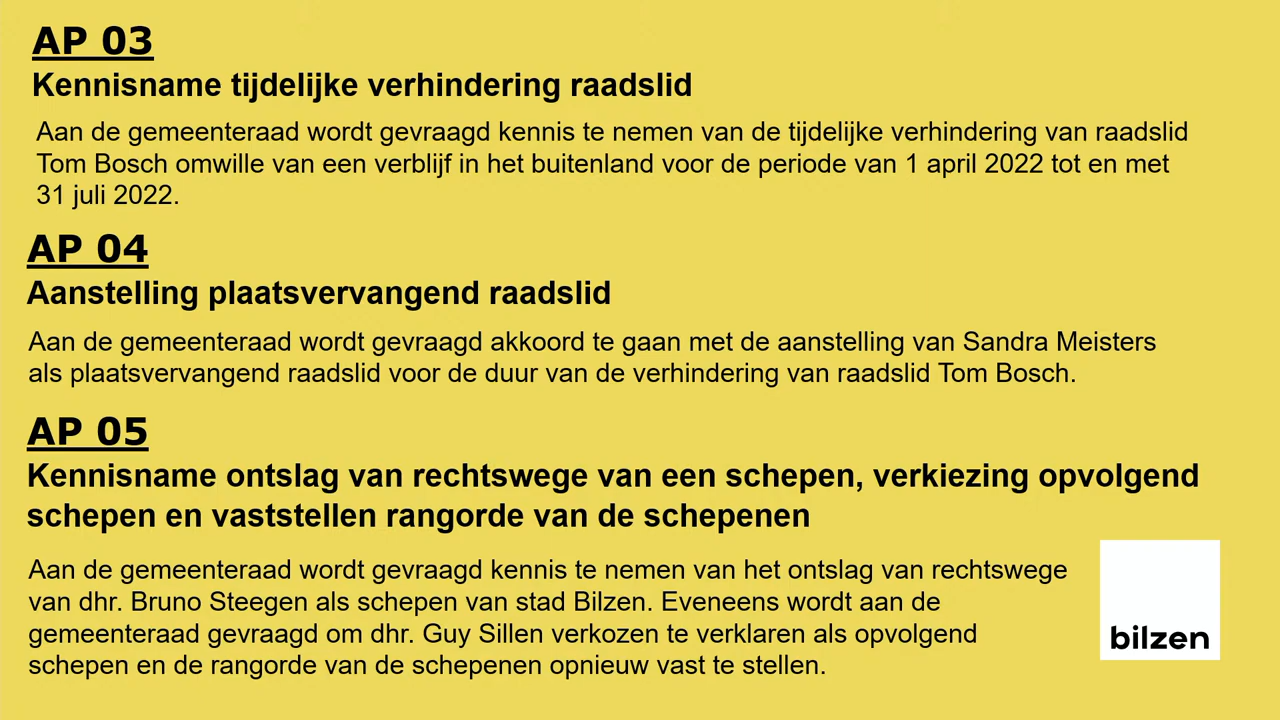 AP 03
Kennisname tijdelijke verhindering raadslid
Aan de gemeenteraad wordt gevraagd kennis te nemen van de tijdelijke verhindering van raadslid
Tom Bosch omwille van een verblijf in het buitenland voor de periode van 1 april 2022 tot en met
31 juli 2022.
AP 04
Aanstelling plaatsvervangend raadslid
Aan de gemeenteraad wordt gevraagd akkoord te gaan met de aanstelling van Sandra Meisters
als plaatsvervangend raadslid voor de duur van de verhindering van raadslid Tom Bosch.
AP 05
Kennisname ontslag van rechtswege van een schepen, verkiezing opvolgend
schepen en vaststellen rangorde van de schepenen
Aan de gemeenteraad wordt gevraagd kennis te nemen van het ontslag van rechtswege
van dhr. Bruno Steegen als schepen van stad Bilzen. Eveneens wordt aan de
gemeenteraad gevraagd om dhr. Guy Sillen verkozen te verklaren als opvolgend
schepen en de rangorde van de schepenen opnieuw vast te stellen.
bilzen